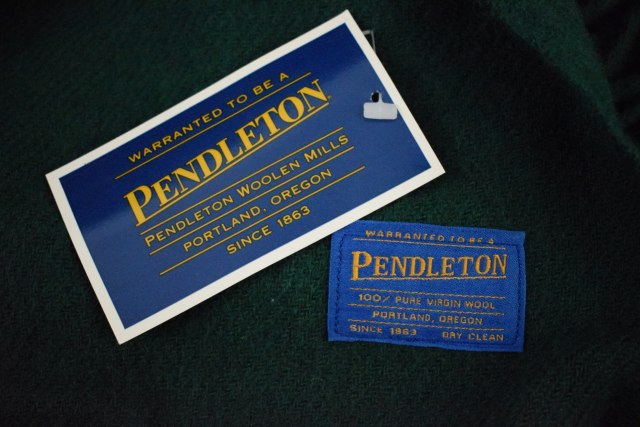 WARRANTED TO BE A
PENDLETON
PENDLETON WOOLEN MILLS
PORTLAND, OREGON
SINCE 1863
WARRANTED TO BE A
PENDLETON
100% PURE VIRGIN WOOL
PORTLAND, OREGON
SINCE 1863 DRY CLEAN